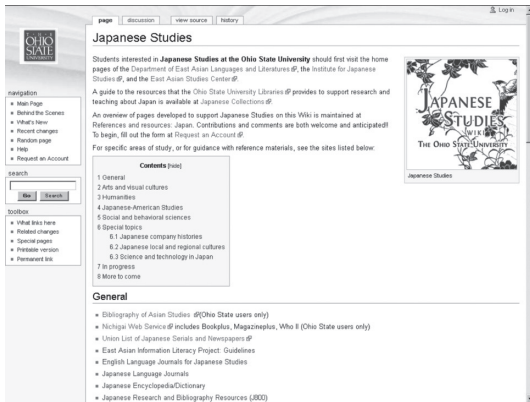 Log in
page
discussion
view source
history
OHIO
STATE
UNIVERSITY
navigation
Main Page
Behind the Scenes
What's New
Recent changes
Random page
Help
Request an Account
search
Go
Search
toolbox
What links here
Related changes
Special pages
Printable version
Permanent link
Japanese Studies
Students interested in Japanese Studies at the Ohio State University should first visit the home
pages of the Department of East Asian Languages and Literatures, the Institute for Japanese
Studies, and the East Asian Studies Center.
A guide to the resources that the Ohio State University Libraries provides to support research and
teaching about Japan is available at Japanese Collections.
An overview of pages developed to support Japanese Studies on this Wiki is maintained at
References and resources: Japan. Contributions and comments are both welcome and anticipated!!
To begin, fill out the form at Request an Account.
For specific areas of study, or for guidance with reference materials, see the sites listed below:
JAPANESE
STUDIES
WIKI
THE OHIO STATE UNIVERSITY
Japanese Studies
Contents [hide]
1 General
2 Arts and visual cultures
3 Humanities
4 Japanese-American Studies
5 Social and behavioral sciences
6 Special topics
6.1 Japanese company histories
6.2 Japanese local and regional cultures
6.3 Science and technology in Japan
7 In progress
8 More to come
General
Bibliography of Asian Studies (Ohio State users only)
Nichigai Web Service includes Bookplus, Magazineplus, Who II (Ohio State users only)
Union List of Japanese Serials and Newspapers
East Asian Information Literacy Project: Guidelines
English Language Journals for Japanese Studies
Japanese Language Journals
Japanese Encyclopedia/Dictionary
Japanese Research and Bibliography Resources (J800)